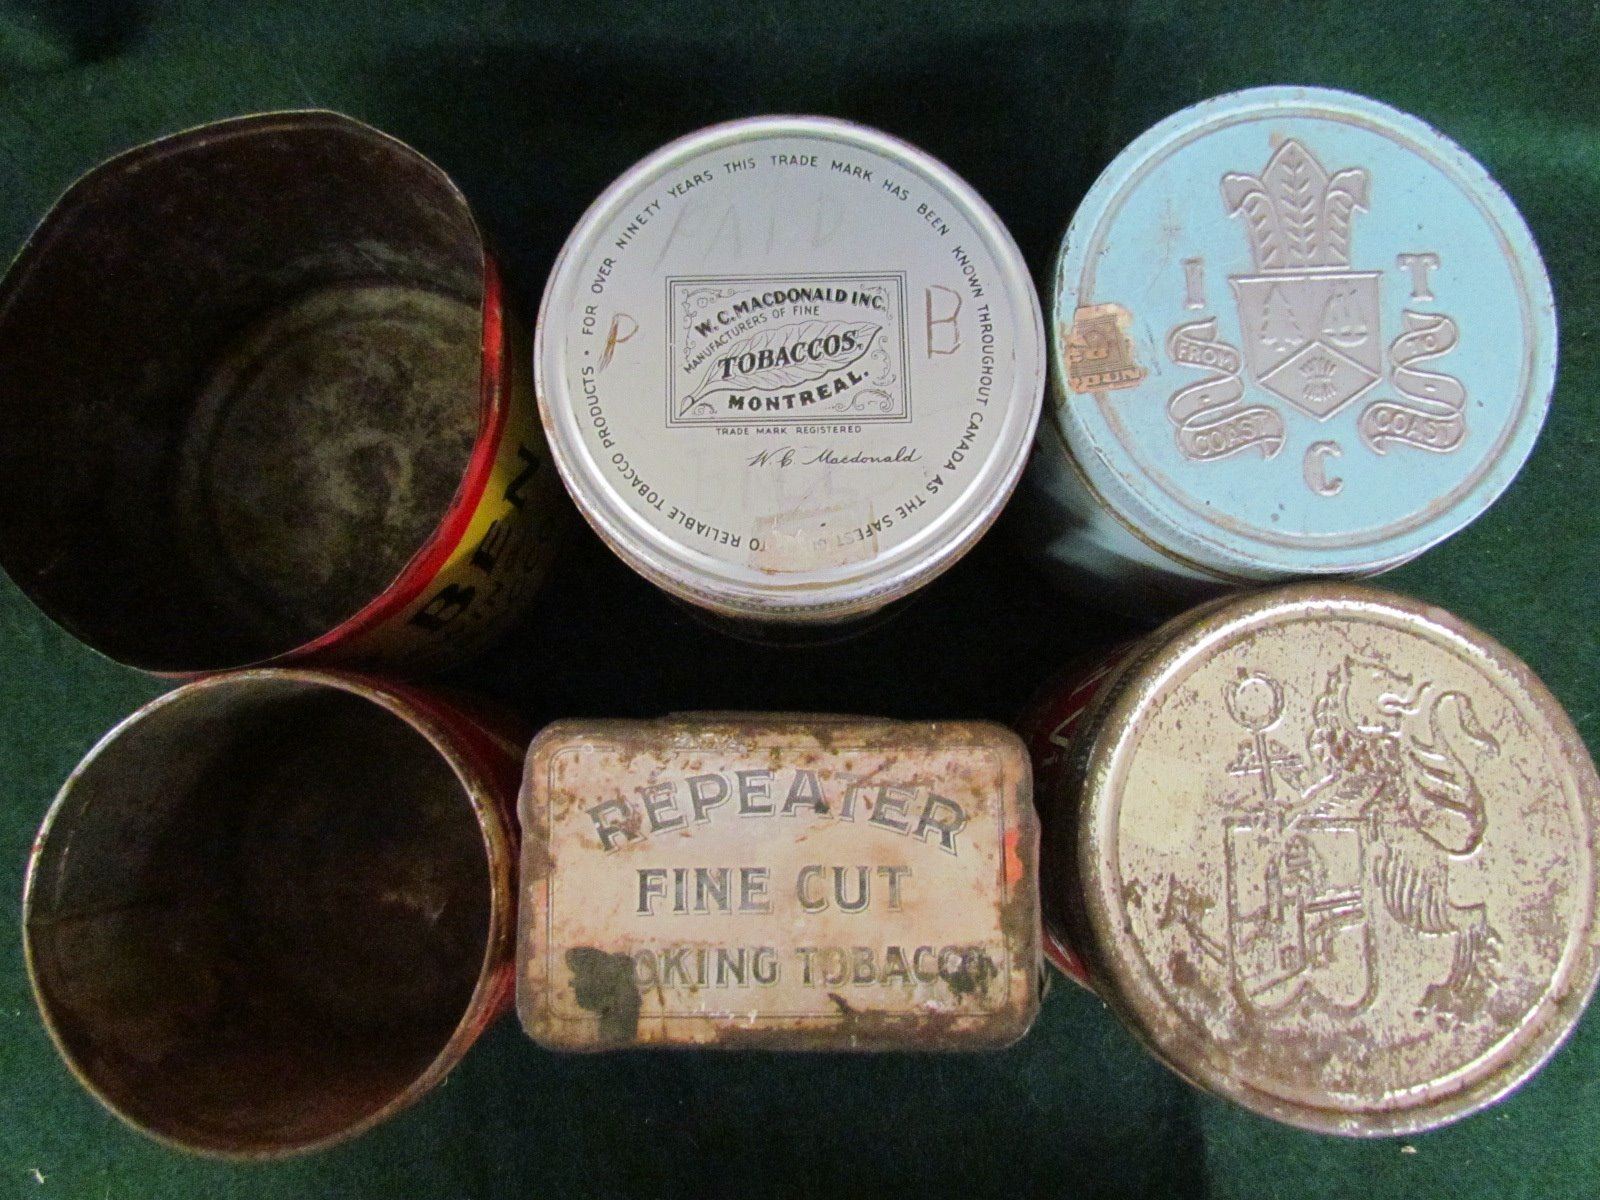 FOR OVER NINETY YEARS THIS TRADE MARK HAS BEEN KNOWN THROUGHOUT CANADA AS THE SAFEST TO RELIABLE TOBACCO PRODUCTS •
PAID
P
B
W.C. MACDONALD INC.
MANUFACTURERS OF FINE
TOBACCOS,
MONTREAL.
TRADE MARK REGISTERED
W. C. Macdonald
I T
FROM TO
COAST COAST
C
BEN
REPEATER
FINE CUT
TOBACCO